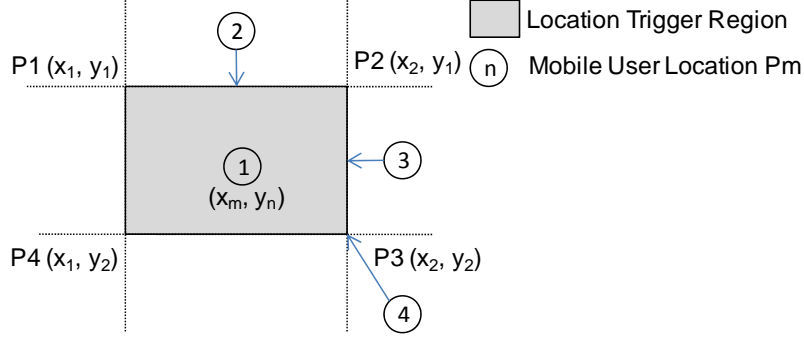 Location Trigger Region
2
P1 (x₁, y₁)
P2 (x₂, y₁)
n Mobile User Location Pm
1
(xₘ, yₙ)
3
P4 (x₁, y₂)
P3 (x₂, y₂)
4